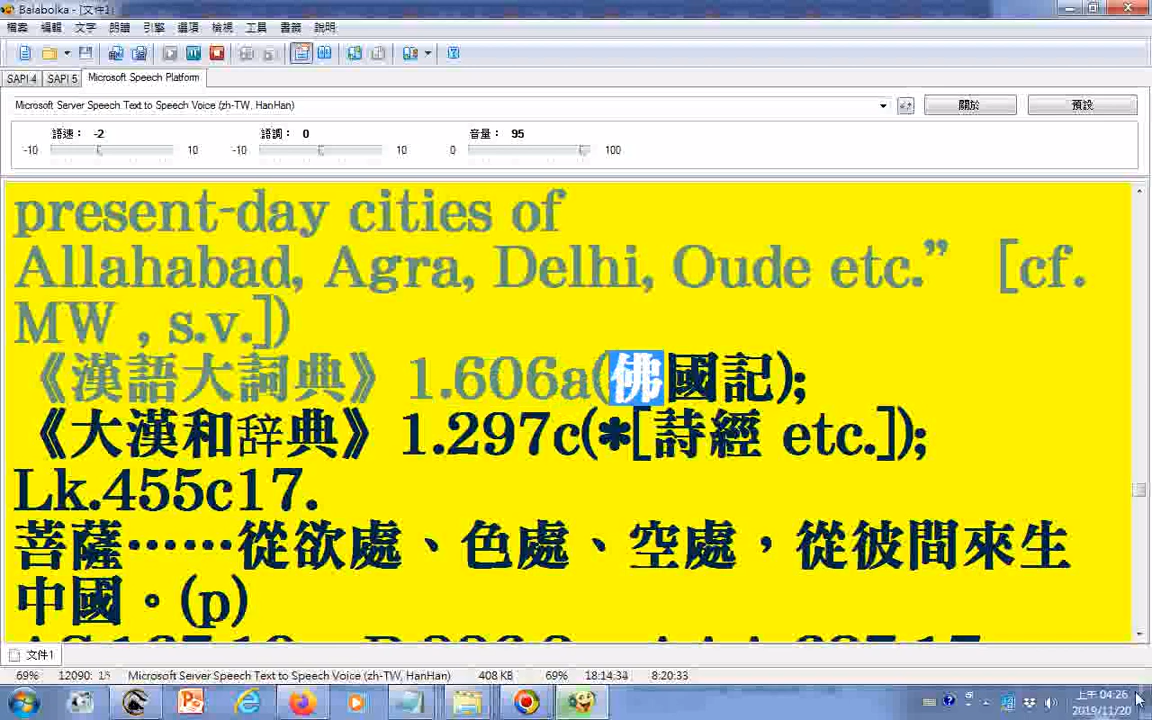 Balabolka - [文件1]
檔案 編輯 文字 朗讀 引擎 選項 檢視 工具 書籤 說明
SAPI 4 SAPI 5 Microsoft Speech Platform
Microsoft Server Speech Text to Speech Voice (zh-TW, HanHan) 關於 預設
語速： -2 語調： 0 音量： 95
-10 10 -10 10 0 100
present-day cities of
Allahabad, Agra, Delhi, Oude etc.” [cf.
MW , s.v.])
《漢語大詞典》 1.606a(佛國記);
《大漢和辞典》 1.297c(*[詩經 etc.]);
Lk.455c17.
菩薩……從欲處、色處、空處，從彼間來生
中國。(p)
文件1
69% 12090: Microsoft Server Speech Text to Speech Voice (zh-TW, HanHan) 408 KB 69% 18:14:34 8:20:33
上午 04:26
2019/11/20